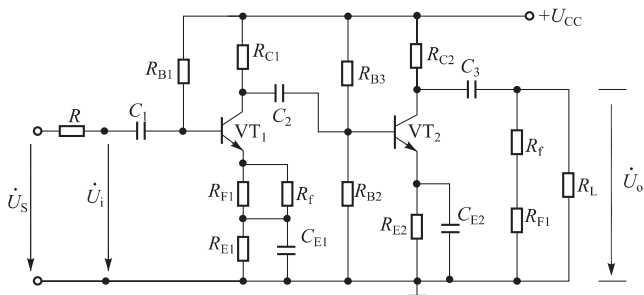 +U_CC
R_B1
R_C1
R_B3
R_C2
C_3
R
C_1
C_2
VT_1
VT_2
R_f
R_L
U̇_S
U̇_i
R_F1
R_f
R_B2
R_E2
C_E2
R_F1
U̇_o
R_E1
C_E1